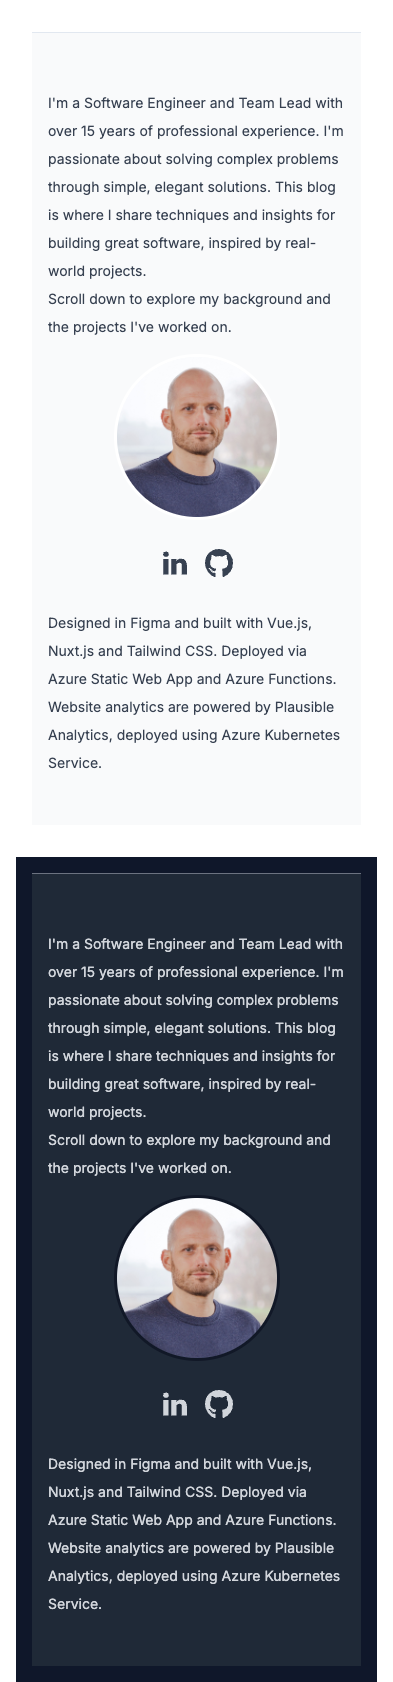 I'm a Software Engineer and Team Lead with
over 15 years of professional experience. I'm
passionate about solving complex problems
through simple, elegant solutions. This blog
is where I share techniques and insights for
building great software, inspired by real-
world projects.
Scroll down to explore my background and
the projects I've worked on.
in
Designed in Figma and built with Vue.js,
Nuxt.js and Tailwind CSS. Deployed via
Azure Static Web App and Azure Functions.
Website analytics are powered by Plausible
Analytics, deployed using Azure Kubernetes
Service.
I'm a Software Engineer and Team Lead with
over 15 years of professional experience. I'm
passionate about solving complex problems
through simple, elegant solutions. This blog
is where I share techniques and insights for
building great software, inspired by real-
world projects.
Scroll down to explore my background and
the projects I've worked on.
in
Designed in Figma and built with Vue.js,
Nuxt.js and Tailwind CSS. Deployed via
Azure Static Web App and Azure Functions.
Website analytics are powered by Plausible
Analytics, deployed using Azure Kubernetes
Service.